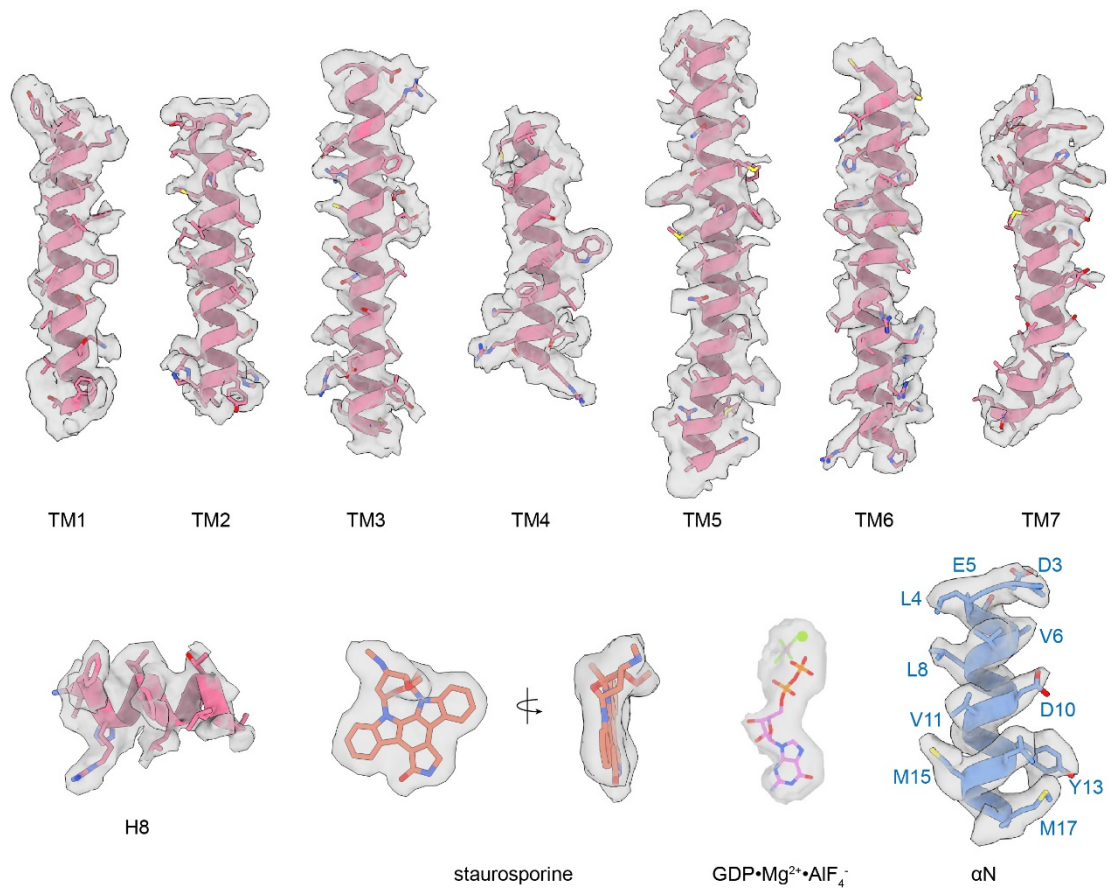 TM1 TM2 TM3 TM4 TM5 TM6 TM7
E5 D3
L4
V6
L8
D10
V11
M15 Y13
M17
H8
staurosporine GDP•Mg²⁺•AlF₄⁻ αN